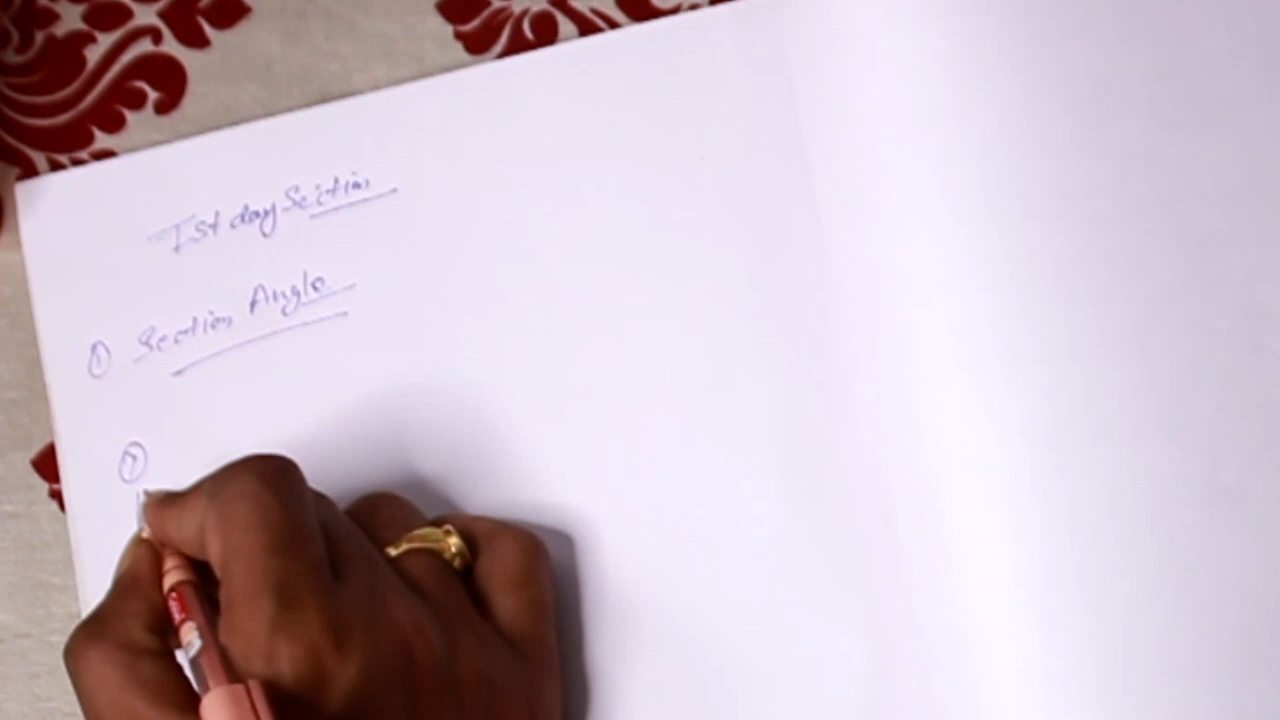 Ist day Section
① Section Angle
②